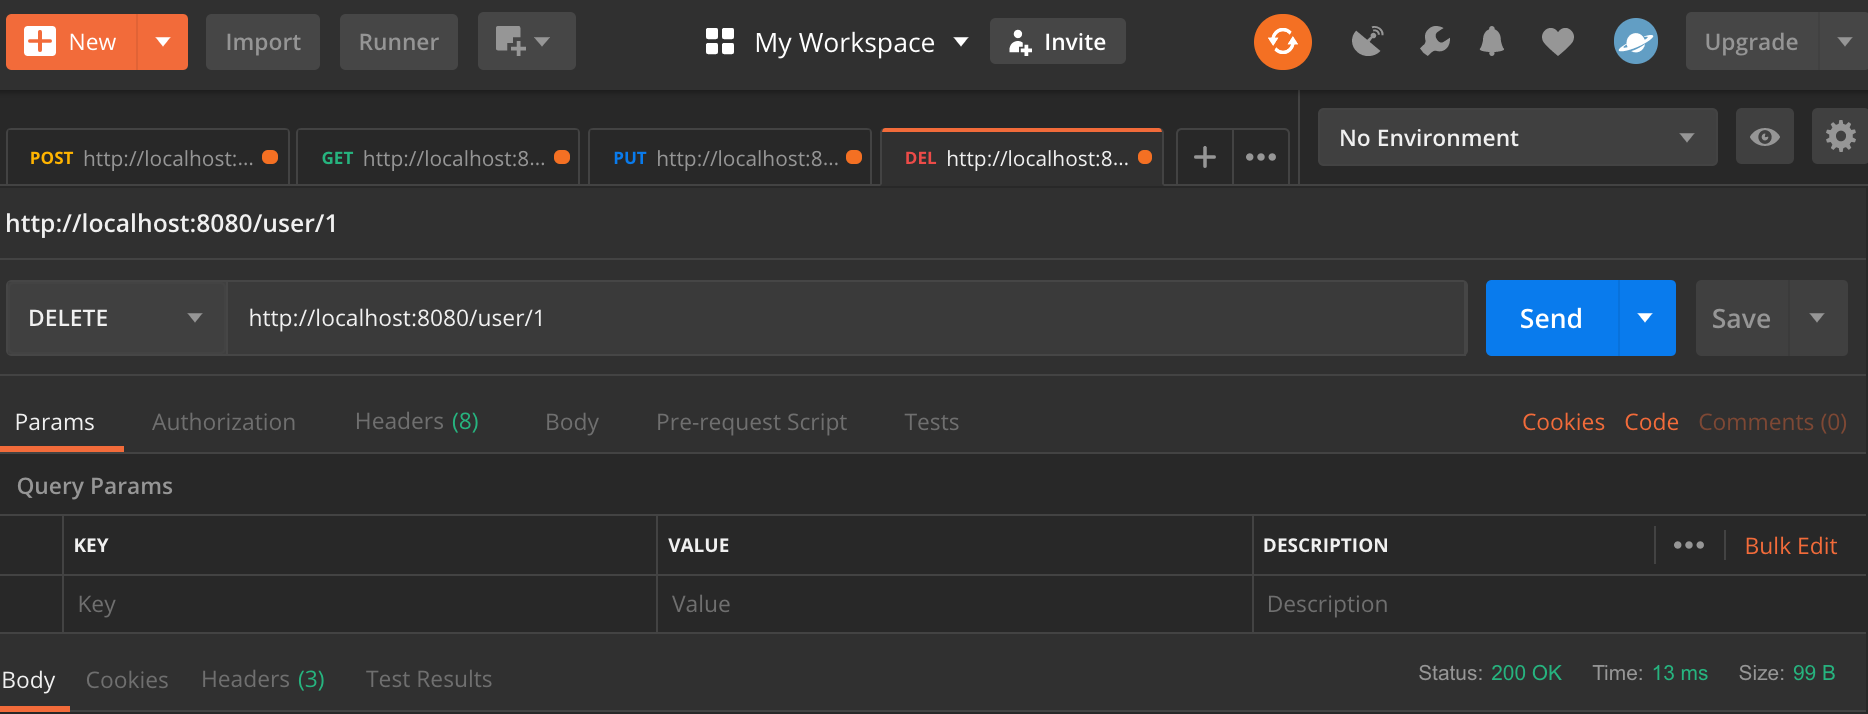 New Import Runner My Workspace Invite Upgrade
POST http://localhost:... GET http://localhost:8... PUT http://localhost:8... DEL http://localhost:8... No Environment
http://localhost:8080/user/1
DELETE http://localhost:8080/user/1 Send Save
Params Authorization Headers (8) Body Pre-request Script Tests Cookies Code Comments (0)
Query Params
KEY VALUE DESCRIPTION Bulk Edit
Key Value Description
Body Cookies Headers (3) Test Results Status: 200 OK Time: 13 ms Size: 99 B